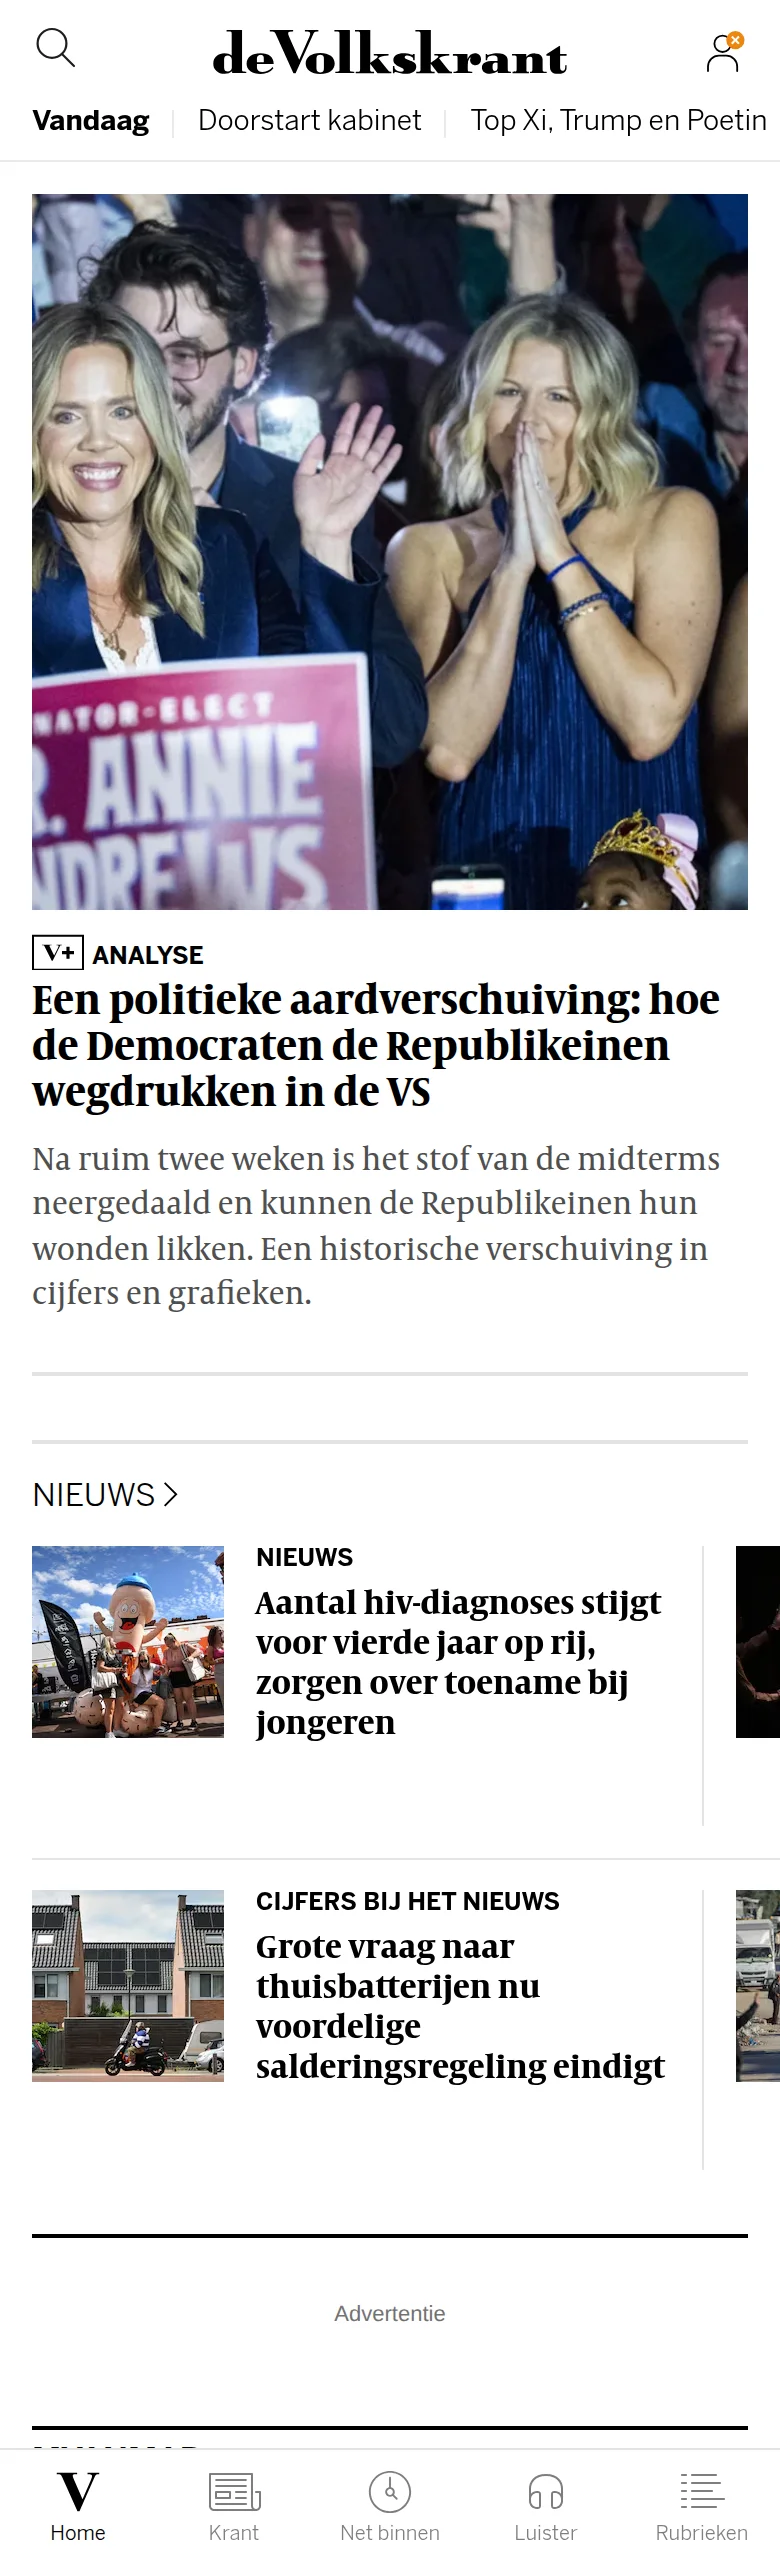 deVolkskrant
Vandaag
Doorstart kabinet
Top Xi, Trump en Poetin
NATOR-ELECT
R. ANNIE
NDREWS
V+ ANALYSE
Een politieke aardverschuiving: hoe
de Democraten de Republikeinen
wegdrukken in de VS
Na ruim twee weken is het stof van de midterms
neergedaald en kunnen de Republikeinen hun
wonden likken. Een historische verschuiving in
cijfers en grafieken.
NIEUWS
NIEUWS
Aantal hiv-diagnoses stijgt
voor vierde jaar op rij,
zorgen over toename bij
jongeren
CIJFERS BIJ HET NIEUWS
Grote vraag naar
thuisbatterijen nu
voordelige
salderingsregeling eindigt
Advertentie
V
Home
Krant
Net binnen
Luister
Rubrieken